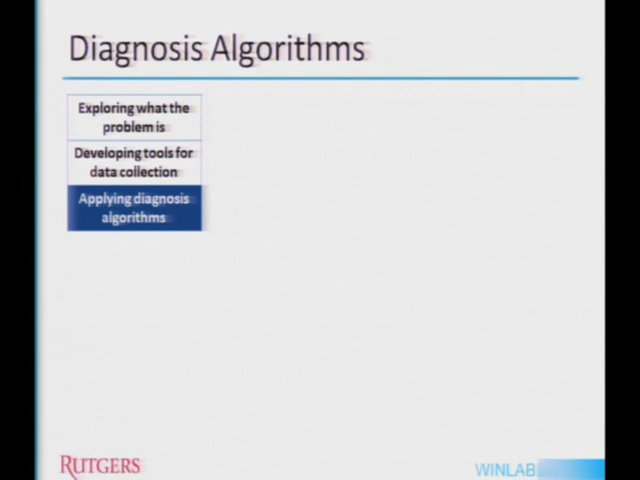 Diagnosis Algorithms
Exploring what the
problem is
Developing tools for
data collection
Applying diagnosis
algorithms
RUTGERS
WINLAB